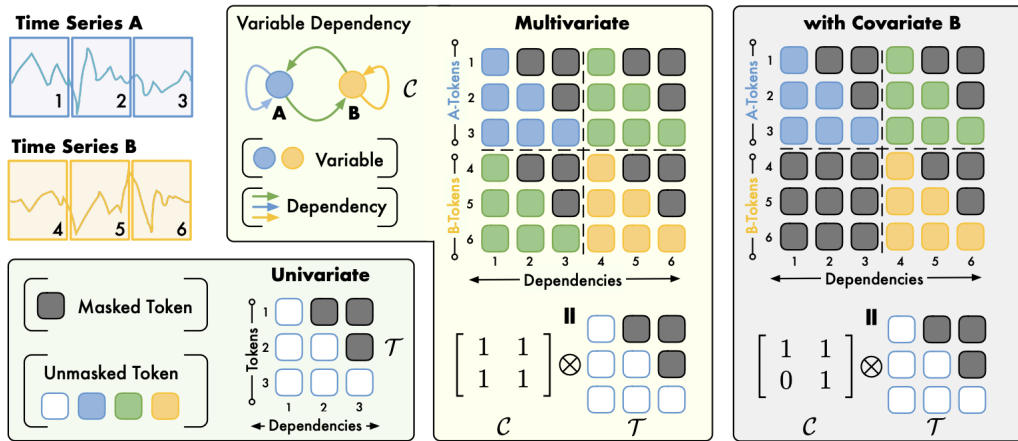 Time Series A
1 2 3
Time Series B
4 5 6
Variable Dependency
A B
C
Variable
Dependency
Multivariate
A-Tokens
B-Tokens
1
2
3
4
5
6
1 2 3 4 5 6
Dependencies
=
1 1
1 1
⊗
C T
with Covariate B
A-Tokens
B-Tokens
1
2
3
4
5
6
1 2 3 4 5 6
Dependencies
=
1 1
0 1
⊗
C T
Masked Token
Unmasked Token
Univariate
Tokens
1
2
3
T
1 2 3
Dependencies